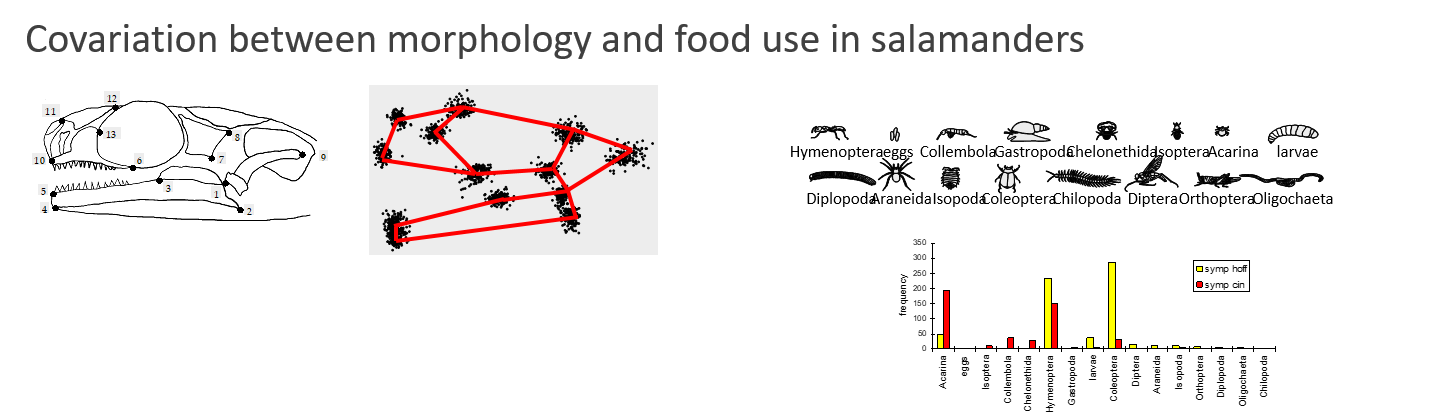 Covariation between morphology and food use in salamanders
12
11
13
8
10
6
7
9
5
3
1
4
2
Hymenoptera eggs Collembola Gastropoda Chelonethida Isoptera Acarina larvae
Diplopoda Araneida Isopoda Coleoptera Chilopoda Diptera Orthoptera Oligochaeta
350
300
250
200
150
100
50
0
frequency
symp hoff
symp cin
Acarina
eggs
Isoptera
Collembola
Chelonethida
Hymenoptera
Gastropoda
larvae
Coleoptera
Diptera
Araneida
Isopoda
Orthoptera
Diplopoda
Oligochaeta
Chilopoda